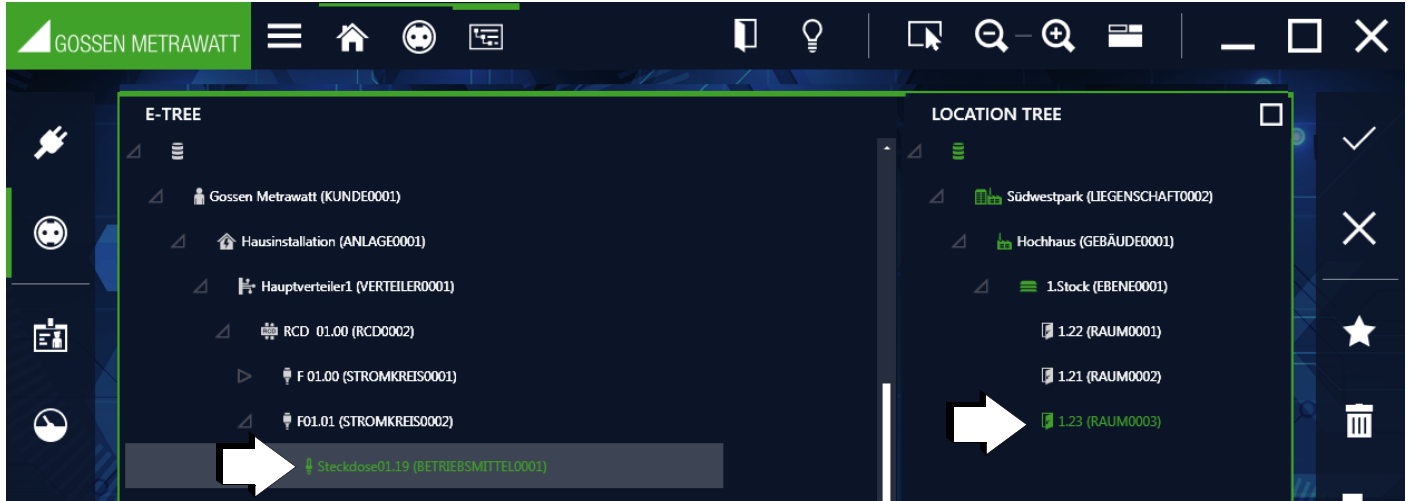 GOSSEN METRAWATT
E-TREE
Gossen Metrawatt (KUNDE0001)
Hausinstallation (ANLAGE0001)
Hauptverteiler1 (VERTEILER0001)
RCD RCD 01.00 (RCD0002)
F 01.00 (STROMKREIS0001)
F01.01 (STROMKREIS0002)
Steckdose01.19 (BETRIEBSMITTEL0001)
LOCATION TREE
Südwestpark (LIEGENSCHAFT0002)
Hochhaus (GEBÄUDE0001)
1.Stock (EBENE0001)
1.22 (RAUM0001)
1.21 (RAUM0002)
1.23 (RAUM0003)